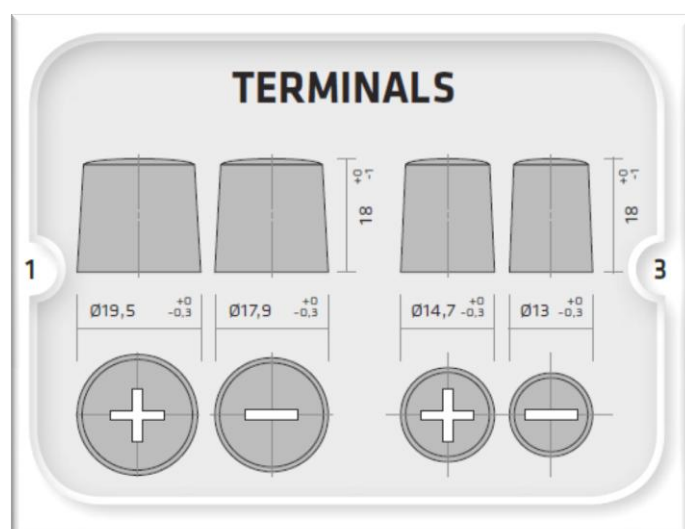 TERMINALS
18 +0 -1
18 +0 -1
1
3
Ø19,5 +0 -0,3
Ø17,9 +0 -0,3
Ø14,7 +0 -0,3
Ø13 +0 -0,3